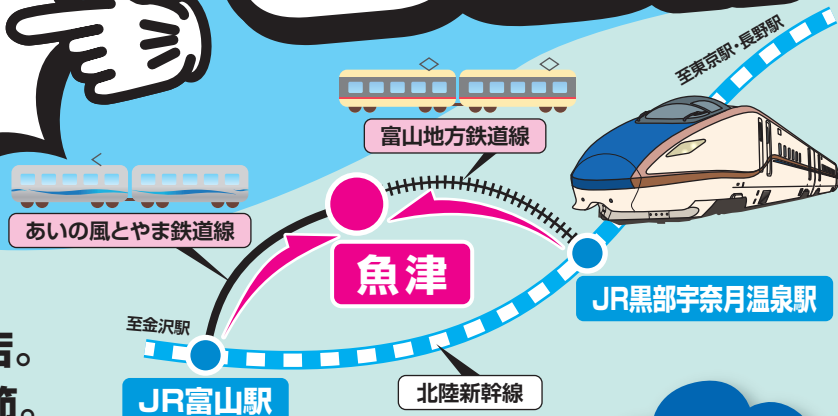 至東京駅・長野駅
富山地方鉄道線
あいの風とやま鉄道線
魚津
JR黒部宇奈月温泉駅
至金沢駅
JR富山駅
北陸新幹線
。
節。